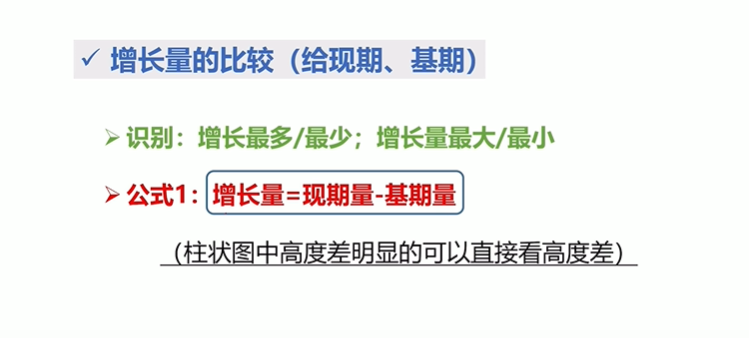 ✓ 增长量的比较（给现期、基期）
➢ 识别：增长最多/最少；增长量最大/最小
➢ 公式1：增长量=现期量-基期量
（柱状图中高度差明显的可以直接看高度差）